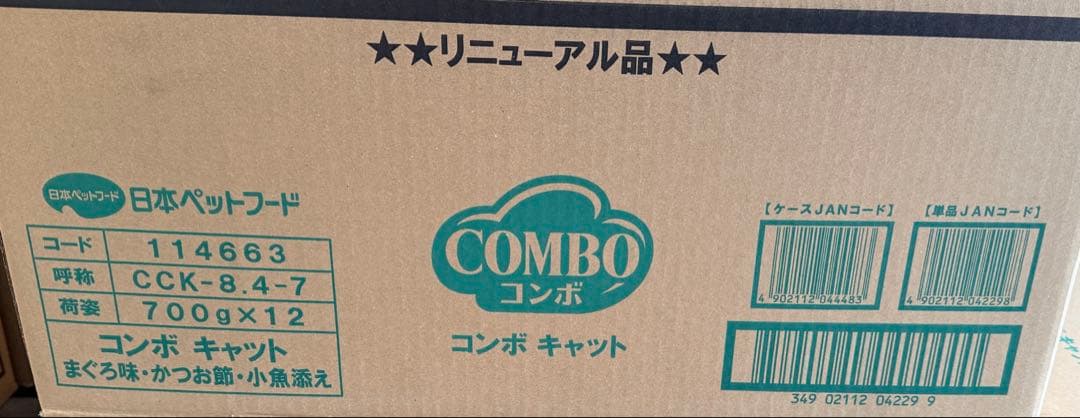 ★★リニューアル品★★
日本ペットフード 日本ペットフード
コード 114663
呼称 CCK-8.4-7
荷姿 700g×12
コンボ キャット
まぐろ味・かつお節・小魚添え
COMBO
コンボ
コンボ キャット
【ケースJANコード】
4 902112 044483
【単品JANコード】
4 902112 042298
349 02112 04229 9